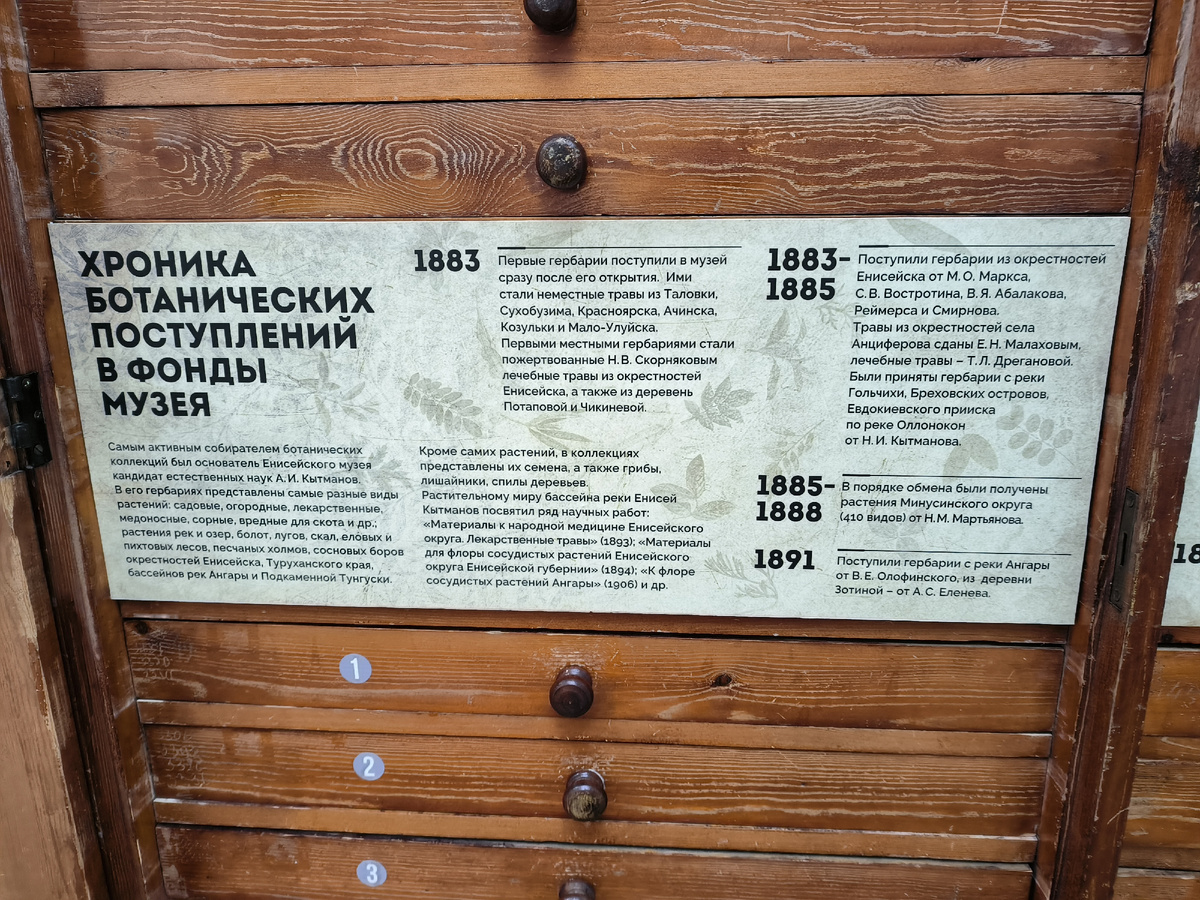 ХРОНИКА
БОТАНИЧЕСКИХ
ПОСТУПЛЕНИЙ
В ФОНДЫ
МУЗЕЯ
Самым активным собирателем ботанических
коллекций был основатель Енисейского музея
кандидат естественных наук А. И. Кытманов.
В его гербариях представлены самые разные виды
растений: садовые, огородные, лекарственные,
медоносные, сорные, вредные для скота и др.;
растения рек и озер, болот, лугов, скал, еловых и
пихтовых лесов, песчаных холмов, сосновых боров
окрестностей Енисейска, Туруханского края,
бассейнов рек Ангары и Подкаменной Тунгуски.
1883
Первые гербарии поступили в музей
сразу после его открытия. Ими
стали неместные травы из Таловки,
Сухобузима, Красноярска, Ачинска,
Козульки и Мало-Улуйска.
Первыми местными гербариями стали
пожертвованные Н. В. Скорняковым
лечебные травы из окрестностей
Енисейска, а также из деревень
Потаповой и Чикиневой.
Кроме самих растений, в коллекциях
представлены их семена, а также грибы,
лишайники, спилы деревьев.
Растительному миру бассейна реки Енисей
Кытманов посвятил ряд научных работ:
«Материалы к народной медицине Енисейского
округа. Лекарственные травы» (1893); «Материалы
для флоры сосудистых растений Енисейского
округа Енисейской губернии» (1894); «К флоре
сосудистых растений Ангары» (1906) и др.
1883-
1885
Поступили гербарии из окрестностей
Енисейска от М. О. Маркса,
С. В. Востротина, В. Я. Абалакова,
Реймерса и Смирнова.
Травы из окрестностей села
Анциферова сданы Е. Н. Малаховым,
лечебные травы – Т. Л. Дрегановой.
Были приняты гербарии с реки
Гольчихи, Бреховских островов,
Евдокиевского прииска
по реке Оллонокон
от Н. И. Кытманова.
1885-
1888
В порядке обмена были получены
растения Минусинского округа
(410 видов) от Н. М. Мартьянова.
1891
Поступили гербарии с реки Ангары
от В. Е. Олофинского, из деревни
Зотиной – от А. С. Еленева.
18
1
2
3